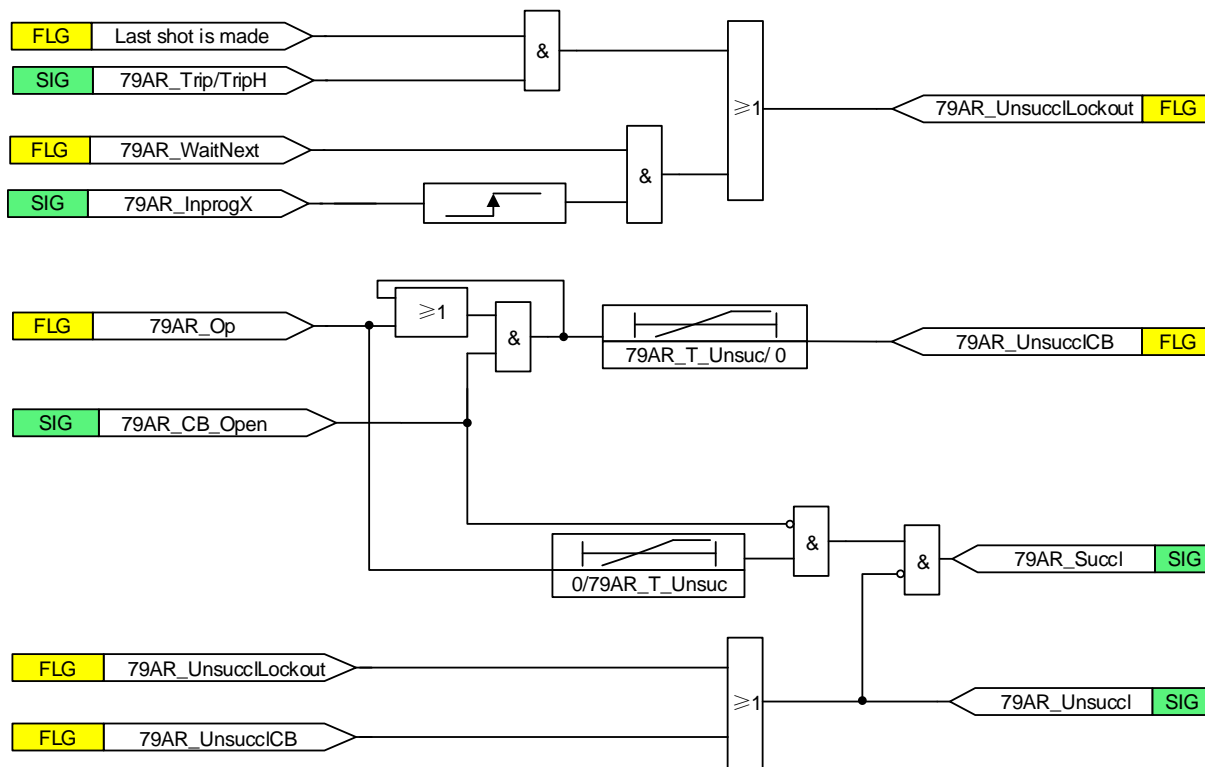 FLG Last shot is made
&
SIG 79AR_Trip/TripH
≥1
79AR_UnsucclLockout FLG
FLG 79AR_WaitNext
&
SIG 79AR_InprogX
≥1
FLG 79AR_Op
&
79AR_T_Unsuc/ 0
79AR_UnsucclCB FLG
SIG 79AR_CB_Open
&
&
79AR_Succl SIG
0/79AR_T_Unsuc
FLG 79AR_UnsucclLockout
≥1
79AR_Unsuccl SIG
FLG 79AR_UnsucclCB